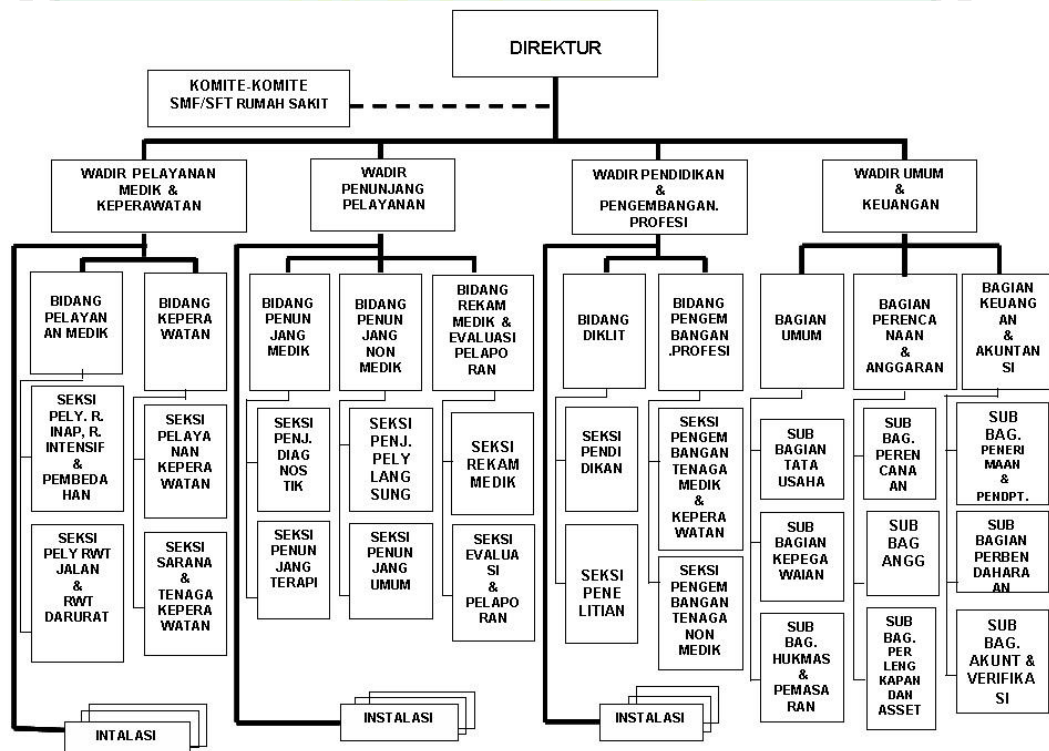 DIREKTUR
KOMITE-KOMITE
SMF/SFT RUMAH SAKIT
WADIR PELAYANAN
MEDIK &
KEPERAWATAN
WADIR
PENUNJANG
PELAYANAN
WADIR PENDIDIKAN
&
PENGEMBANGAN.
PROFESI
WADIR UMUM
&
KEUANGAN
BIDANG
PELAYAN
AN MEDIK
BIDANG
KEPERA
WATAN
BIDANG
PENUN
JANG
MEDIK
BIDANG
PENUN
JANG
NON
MEDIK
BIDANG
REKAM
MEDIK &
EVALUASI
PELAPO
RAN
BIDANG
DIKLIT
BIDANG
PENGEM
BANGAN
.PROFESI
BAGIAN
UMUM
BAGIAN
PERENCA
NAAN
&
ANGGARAN
BAGIAN
KEUANG
AN
&
AKUNTAN
SI
SEKSI
PELY. R.
INAP, R.
INTENSIF
&
PEMBEDA
HAN
SEKSI
PELAYA
NAN
KEPERA
WATAN
SEKSI
PENJ.
DIAG
NOS
TIK
SEKSI
PENJ.
PELY
LANG
SUNG
SEKSI
REKAM
MEDIK
SEKSI
PENDI
DIKAN
SEKSI
PENGEM
BANGAN
TENAGA
MEDIK
&
KEPERA
WATAN
SUB
BAGIAN
TATA
USAHA
SUB
BAG.
PEREN
CANA
AN
SUB
BAG.
PENERI
MAAN
&
PENDPT.
SEKSI
PELY RWT
JALAN
&
RWT
DARURAT
SEKSI
SARANA
&
TENAGA
KEPERA
WATAN
SEKSI
PENUN
JANG
TERAPI
SEKSI
PENUN
JANG
UMUM
SEKSI
EVALUA
SI
&
PELAPO
RAN
SEKSI
PENE
LITIAN
SEKSI
PENGEM
BANGAN
TENAGA
NON
MEDIK
SUB
BAGIAN
KEPEGA
WAIAN
SUB
BAG
ANGG
SUB
BAGIAN
PERBEN
DAHARA
AN
SUB
BAG.
HUKMAS
&
PEMASA
RAN
SUB
BAG.
PER
LENG
KAPAN
DAN
ASSET
SUB
BAG.
AKUNT &
VERIFIKA
SI
INTALASI
INSTALASI
INSTALASI